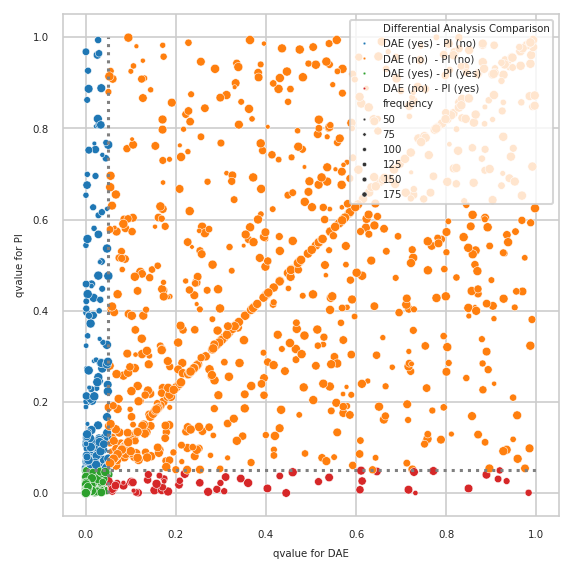 Differential Analysis Comparison
DAE (yes) - PI (no)
DAE (no)  - PI (no)
DAE (yes) - PI (yes)
DAE (no)  - PI (yes)
frequency
50
75
100
125
150
175
1.0
0.8
0.6
0.4
0.2
0.0
qvalue for PI
0.0 0.2 0.4 0.6 0.8 1.0
qvalue for DAE